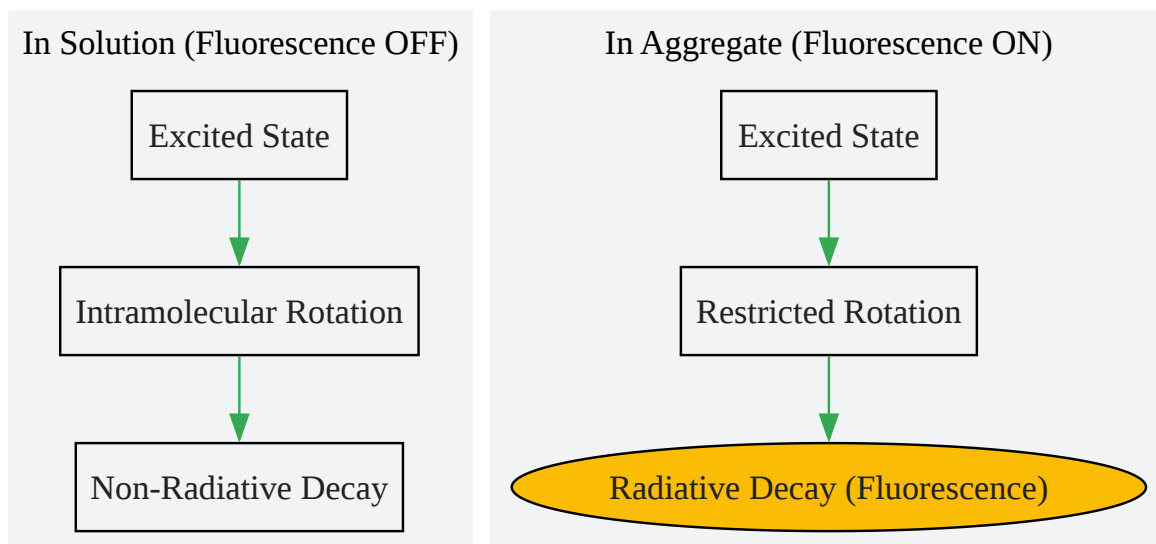 In Solution (Fluorescence OFF)
Excited State
Intramolecular Rotation
Non-Radiative Decay
In Aggregate (Fluorescence ON)
Excited State
Restricted Rotation
Radiative Decay (Fluorescence)